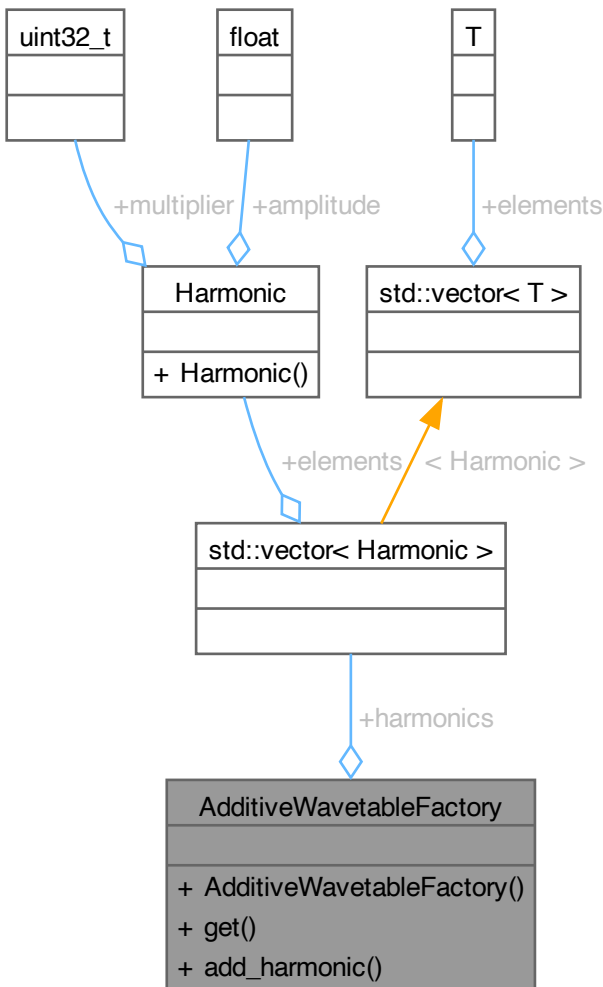 uint32_t
float
T
+multiplier
+amplitude
+elements
Harmonic
+ Harmonic()
std::vector< T >
+elements
< Harmonic >
std::vector< Harmonic >
+harmonics
AdditiveWavetableFactory
+ AdditiveWavetableFactory()
+ get()
+ add_harmonic()